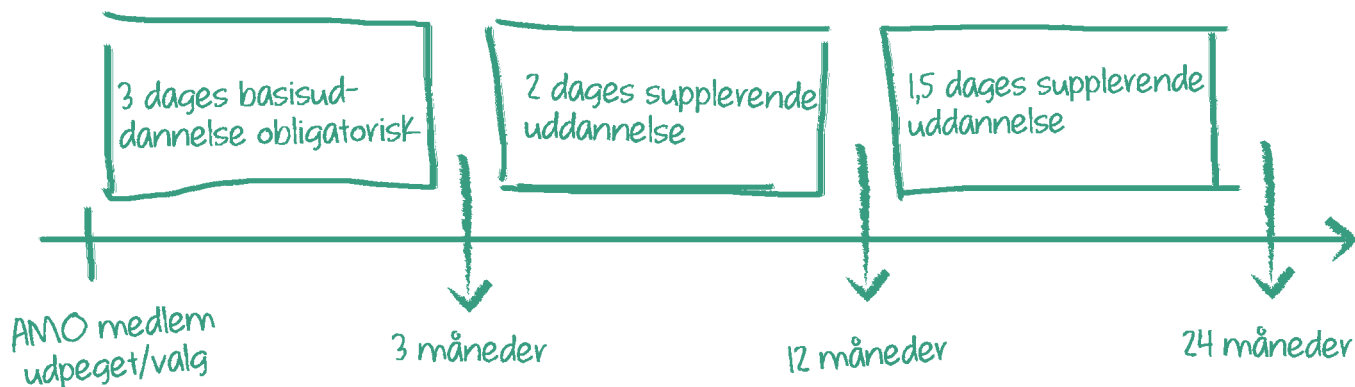 3 dages basisud-
dannelse obligatorisk
2 dages supplerende
uddannelse
1,5 dages supplerende
uddannelse
AMO medlem
udpeget/valg
3 måneder
12 måneder
24 måneder